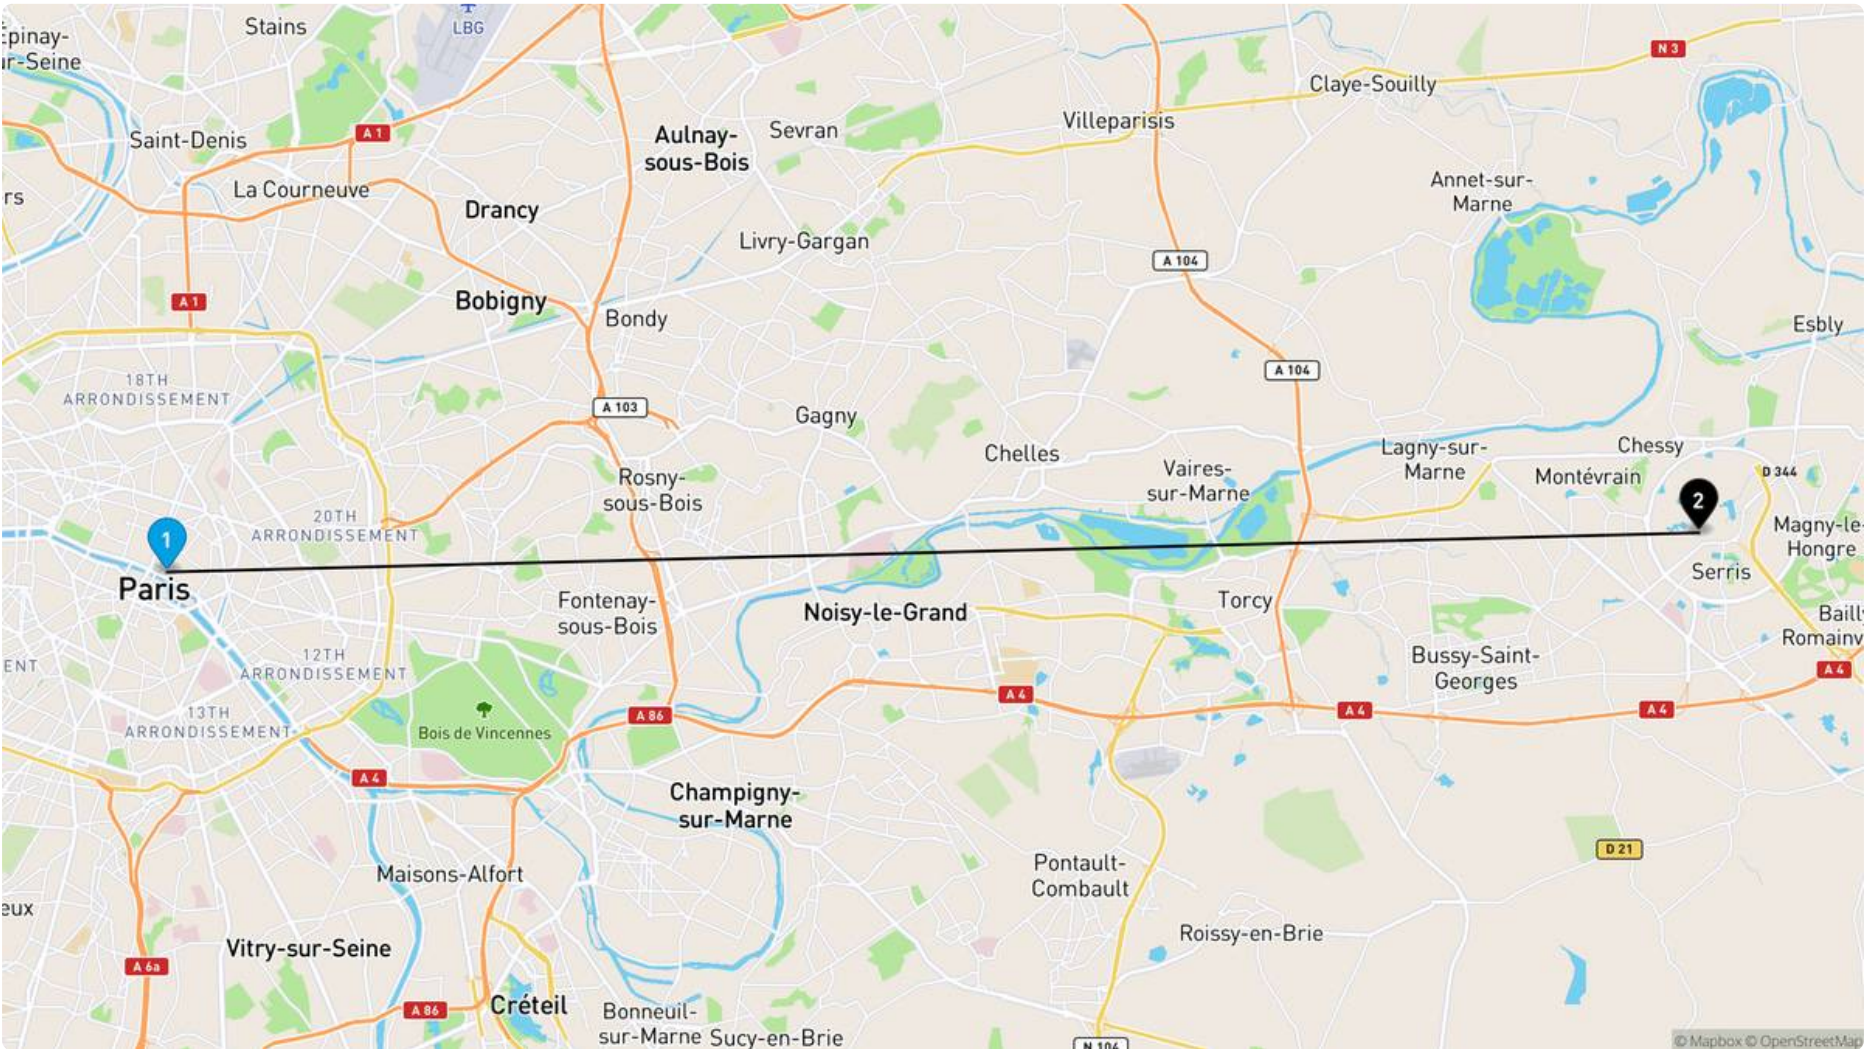 Épinay-
ur-Seine
Stains
LBG
N 3
Claye-Souilly
Villeparisis
Sevran
Aulnay-
sous-Bois
A 1
Saint-Denis
La Courneuve
rs
Drancy
Annet-sur-
Marne
Livry-Gargan
A 104
A 1
Bobigny
Bondy
Esbly
18TH
ARRONDISSEMENT
A 104
A 103
Gagny
Chelles
Lagny-sur-
Marne
Chessy
Montévrain
D 344
Vaires-
sur-Marne
Rosny-
sous-Bois
20TH
ARRONDISSEMENT
1
2
Magny-le-
Hongre
Paris
Serris
Fontenay-
sous-Bois
Noisy-le-Grand
Torcy
Bailly
Romainv
ENT
12TH
ARRONDISSEMENT
Bussy-Saint-
Georges
A 4
A 4
A 4
A 4
A 86
13TH
ARRONDISSEMENT
Bois de Vincennes
A 4
Champigny-
sur-Marne
D 21
Maisons-Alfort
Pontault-
Combault
eux
Roissy-en-Brie
Vitry-sur-Seine
A 6a
A 86
Créteil
Bonneuil-
sur-Marne
Sucy-en-Brie
N 104
© Mapbox © OpenStreetMap